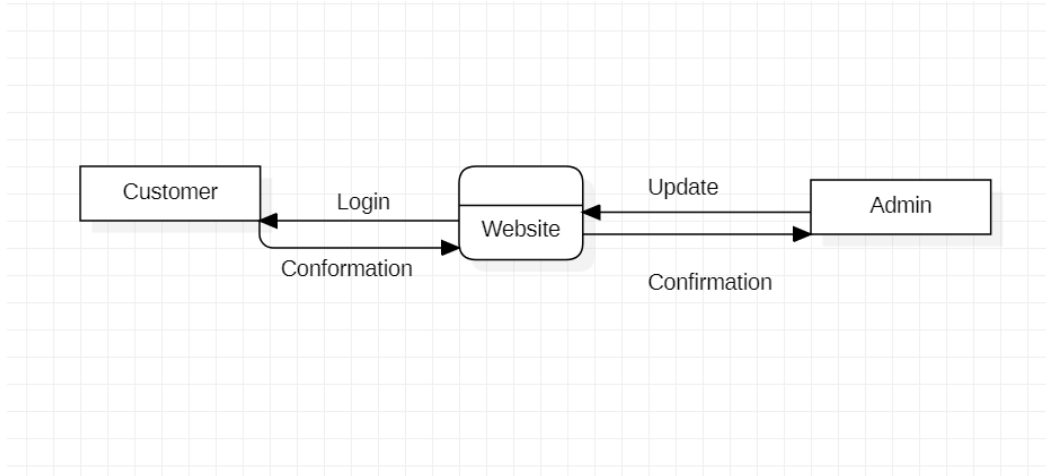 Customer
Login
Conformation
Website
Update
Confirmation
Admin